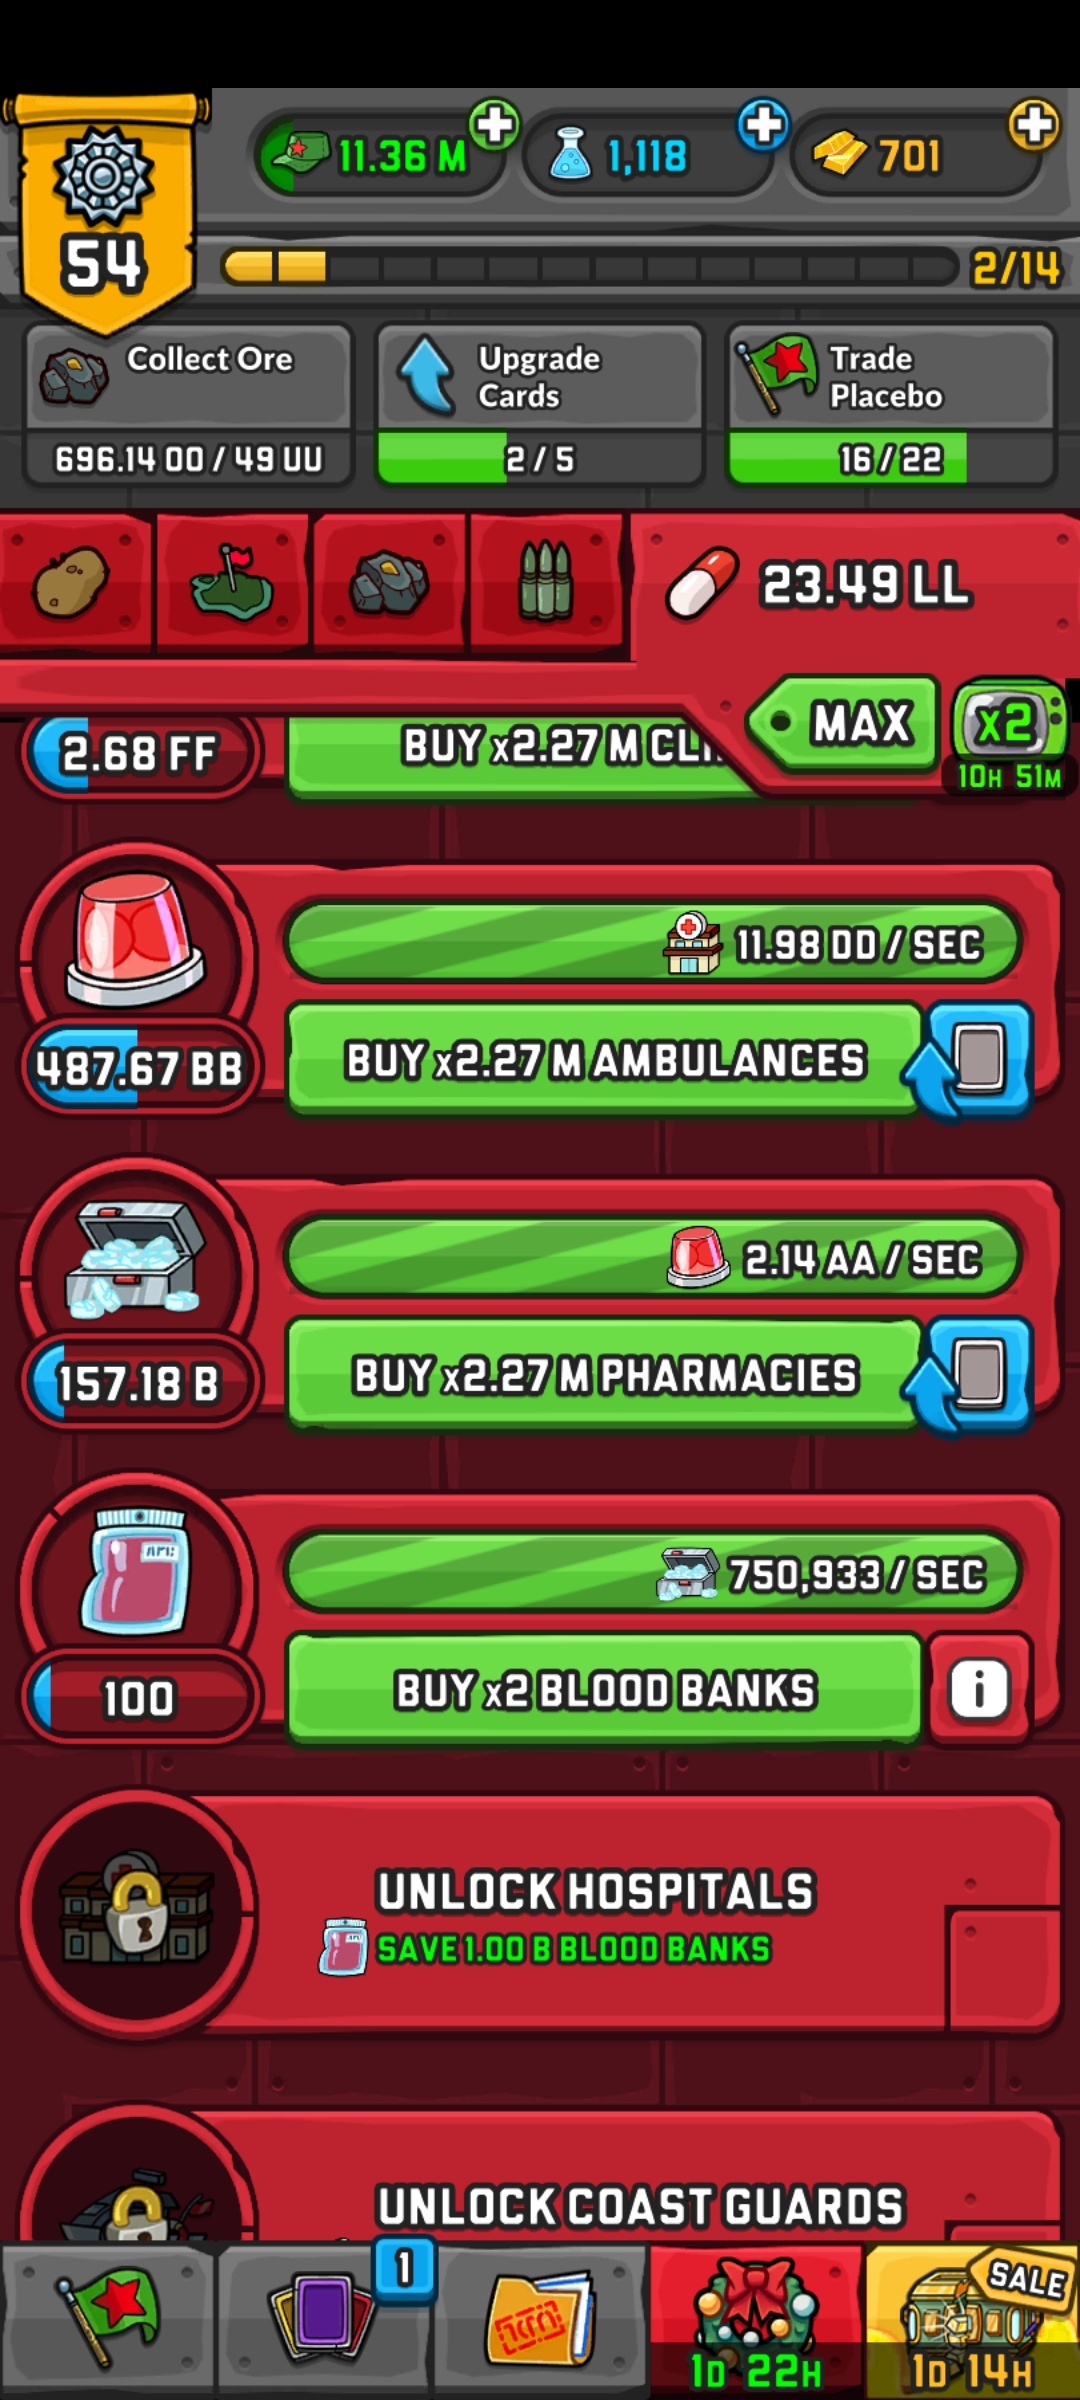 54
11.36 M
1,118
701
2/14
Collect Ore
696.14 OO / 49 UU
Upgrade
Cards
2 / 5
Trade
Placebo
16 / 22
23.49 LL
MAX
x2
10H 51M
2.68 FF
BUY x2.27 M
487.67 BB
11.98 DD / SEC
BUY x2.27 M AMBULANCES
157.18 B
2.14 AA / SEC
BUY x2.27 M PHARMACIES
100
750,933 / SEC
BUY x2 BLOOD BANKS
i
UNLOCK HOSPITALS
SAVE 1.00 B BLOOD BANKS
UNLOCK COAST GUARDS
1
SALE
1D 22H
1D 14H